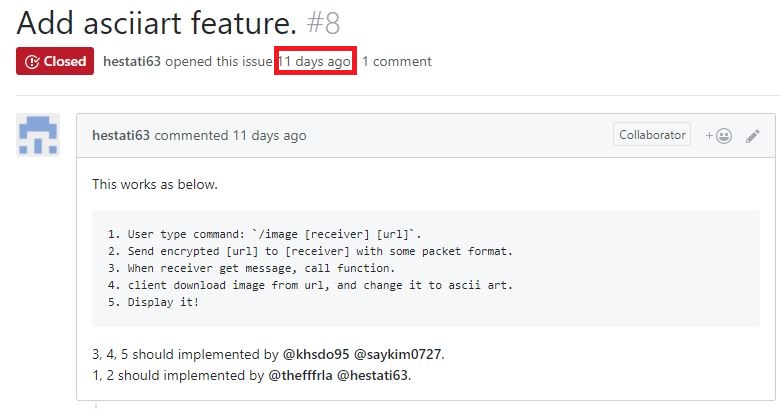 Add asciiart feature. #8
Closed hestati63 opened this issue 11 days ago 1 comment
hestati63 commented 11 days ago Collaborator +
This works as below.
1. User type command: `/image [receiver] [url]`.
2. Send encrypted [url] to [receiver] with some packet format.
3. When receiver get message, call function.
4. client download image from url, and change it to ascii art.
5. Display it!
3, 4, 5 should implemented by @khsdo95 @saykim0727.
1, 2 should implemented by @thefffrla @hestati63.